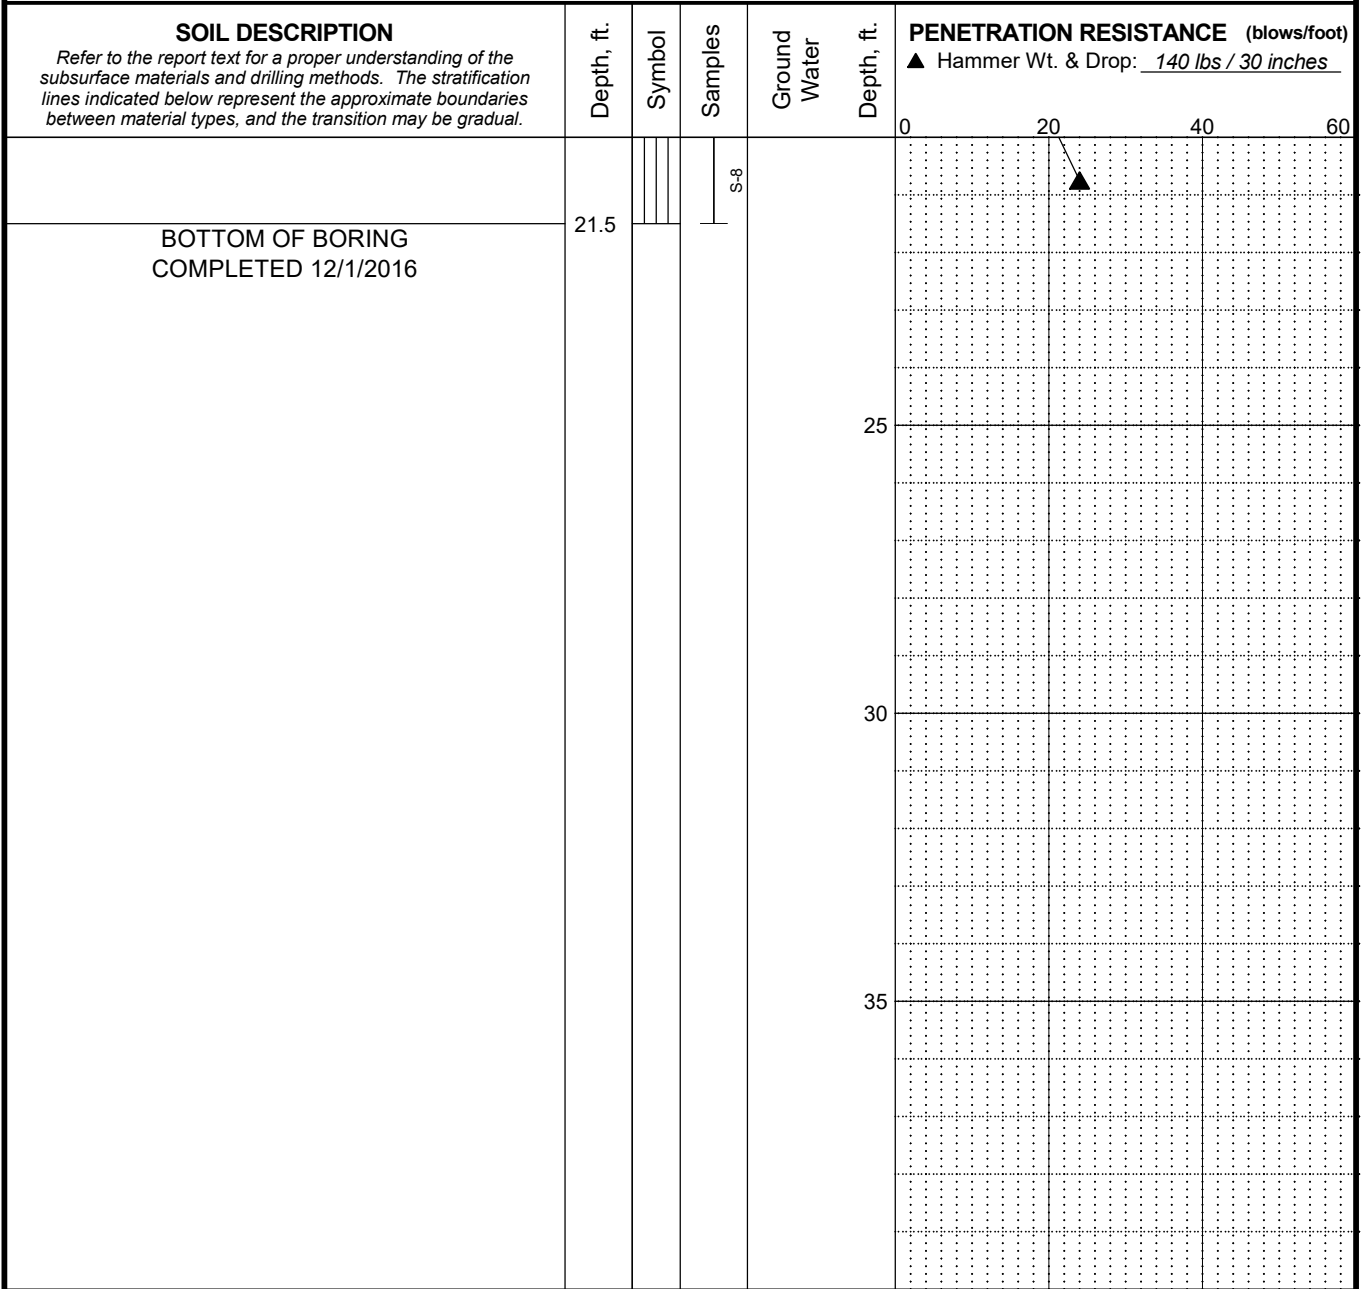 SOIL DESCRIPTION
Refer to the report text for a proper understanding of the
subsurface materials and drilling methods. The stratification
lines indicated below represent the approximate boundaries
between material types, and the transition may be gradual.
Depth, ft.
Symbol
Samples
Ground
Water
Depth, ft.
PENETRATION RESISTANCE (blows/foot)
▲ Hammer Wt. & Drop: 140 lbs / 30 inches
0 20 40 60
S-8
21.5
BOTTOM OF BORING
COMPLETED 12/1/2016
25
30
35